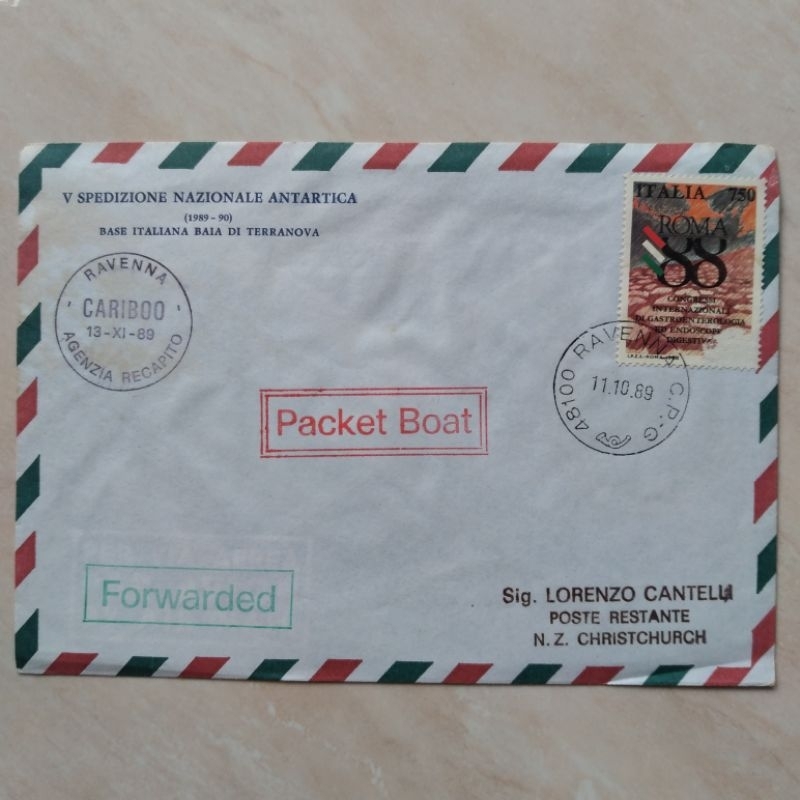 V SPEDIZIONE NAZIONALE ANTARTICA
(1989 - 90)
BASE ITALIANA BAIA DI TERRANOVA
RAVENNA
CARIBOO
13-XI-89
AGENZIA RECAPITO
ITALIA 750
ROMA
88
CONGRESSI
INTERNAZIONALI
DI GASTROENTEROLOGIA
ED ENDOSCOPIA
DIGESTIVA
48100 RAVENNA C.P.-G
11.10.89
Packet Boat
Forwarded
Sig. LORENZO CANTELLI
POSTE RESTANTE
N. Z. CHRISTCHURCH